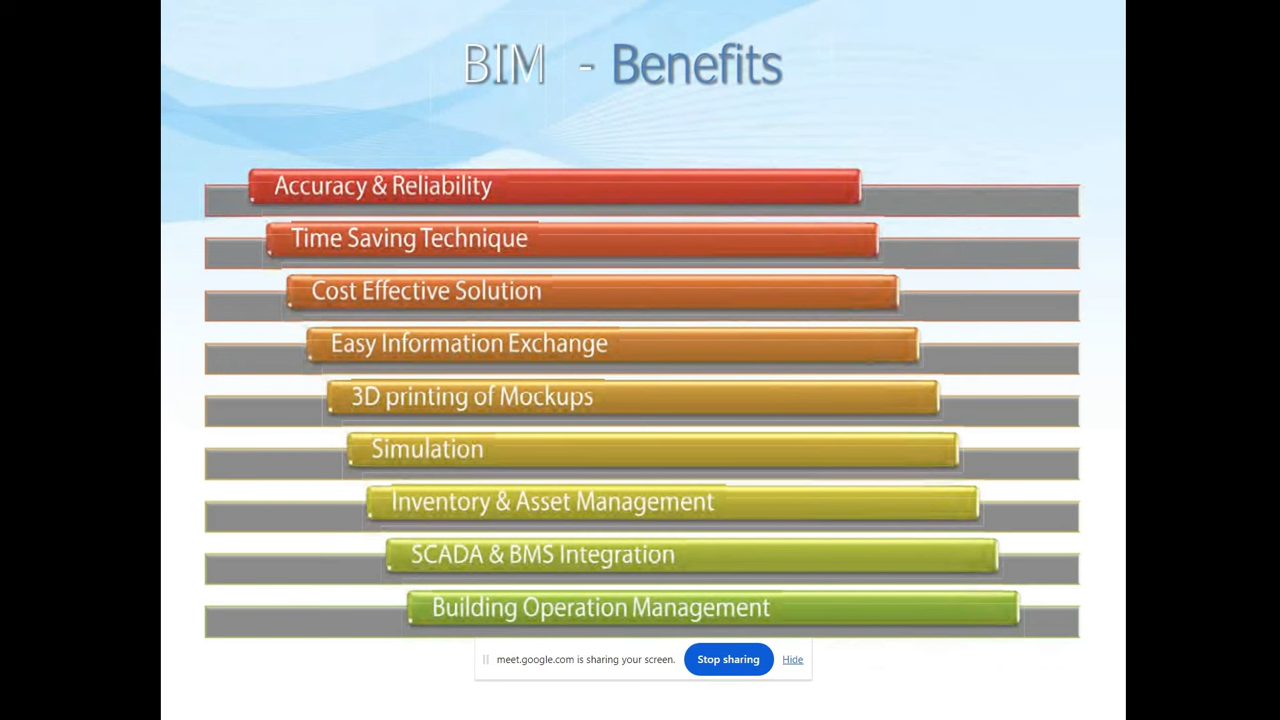 BIM - Benefits
Accuracy & Reliability
Time Saving Technique
Cost Effective Solution
Easy Information Exchange
3D printing of Mockups
Simulation
Inventory & Asset Management
SCADA & BMS Integration
Building Operation Management
meet.google.com is sharing your screen. Stop sharing Hide